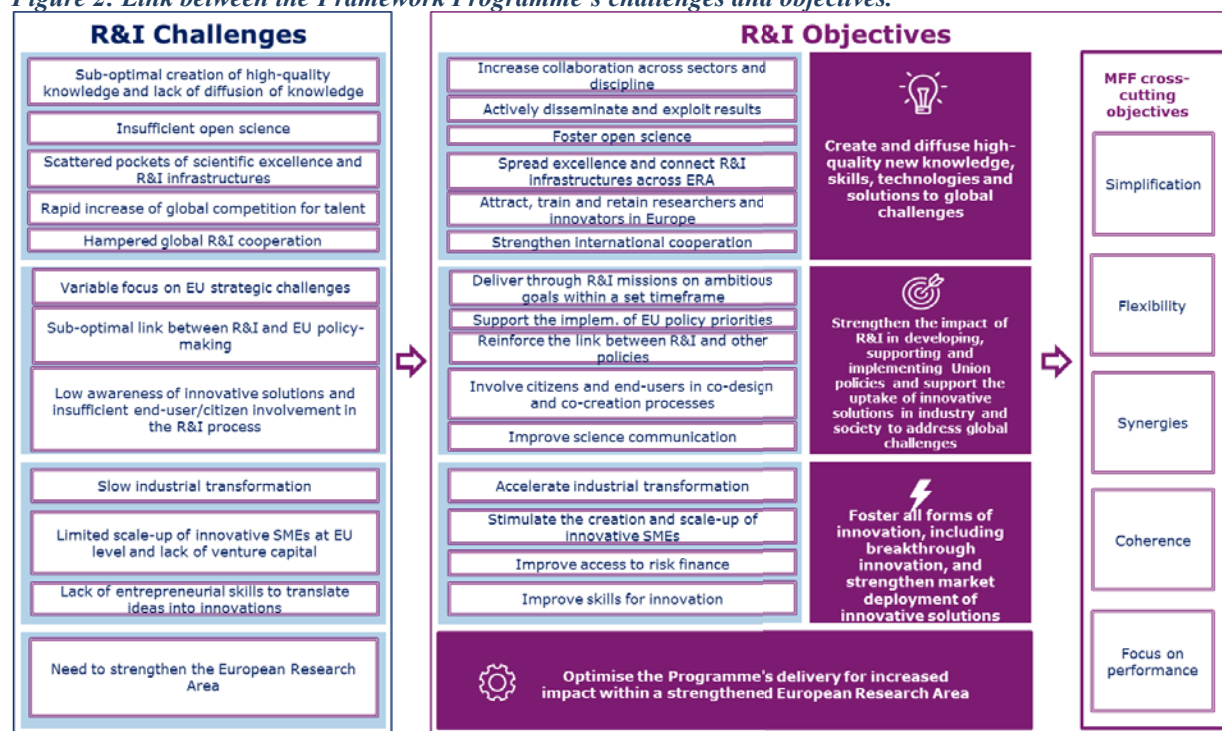 Figure 2: Link between the Framework Programme's challenges and objectives.
R&I Challenges
Sub-optimal creation of high-quality
knowledge and lack of diffusion of knowledge
Insufficient open science
Scattered pockets of scientific excellence and
R&I infrastructures
Rapid increase of global competition for talent
Hampered global R&I cooperation
Variable focus on EU strategic challenges
Sub-optimal link between R&I and EU policy-
making
Low awareness of innovative solutions and
insufficient end-user/citizen involvement in
the R&I process
Slow industrial transformation
Limited scale-up of innovative SMEs at EU
level and lack of venture capital
Lack of entrepreneurial skills to translate
ideas into innovations
Need to strengthen the European Research
Area
R&I Objectives
Increase collaboration across sectors and
discipline
Actively disseminate and exploit results
Foster open science
Spread excellence and connect R&I
infrastructures across ERA
Attract, train and retain researchers and
innovators in Europe
Strengthen international cooperation
Create and diffuse high-
quality new knowledge,
skills, technologies and
solutions to global
challenges
Deliver through R&I missions on ambitious
goals within a set timeframe
Support the implem. of EU policy priorities
Reinforce the link between R&I and other
policies
Involve citizens and end-users in co-design
and co-creation processes
Improve science communication
Strengthen the impact of
R&I in developing,
supporting and
implementing Union
policies and support the
uptake of innovative
solutions in industry and
society to address global
challenges
Accelerate industrial transformation
Stimulate the creation and scale-up of
innovative SMEs
Improve access to risk finance
Improve skills for innovation
Foster all forms of
innovation, including
breakthrough
innovation, and
strengthen market
deployment of
innovative solutions
Optimise the Programme's delivery for increased
impact within a strengthened European Research Area
MFF cross-
cutting
objectives
Simplification
Flexibility
Synergies
Coherence
Focus on
performance